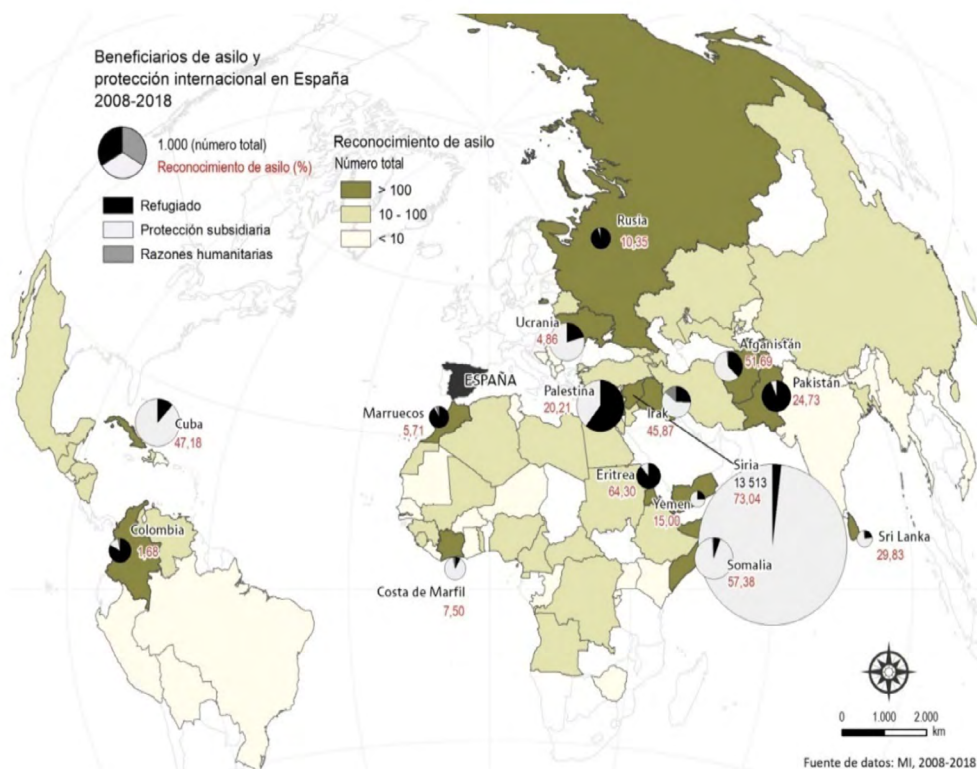 Beneficiarios de asilo y
protección internacional en España
2008-2018
1.000 (número total)
Reconocimiento de asilo (%)
Refugiado
Protección subsidiaria
Razones humanitarias
Reconocimiento de asilo
Número total
> 100
10 - 100
< 10
Rusia
10,35
Ucrania
4,86
Afganistán
51,69
ESPAÑA
Palestina
20,21
Irak
45,87
Pakistán
24,73
Marruecos
5,71
Cuba
47,18
Eritrea
64,30
Siria
13 513
73,04
Yemen
15,00
Colombia
1,68
Sri Lanka
29,83
Somalia
57,38
Costa de Marfil
7,50
0 1.000 2.000
km
Fuente de datos: MI, 2008-2018